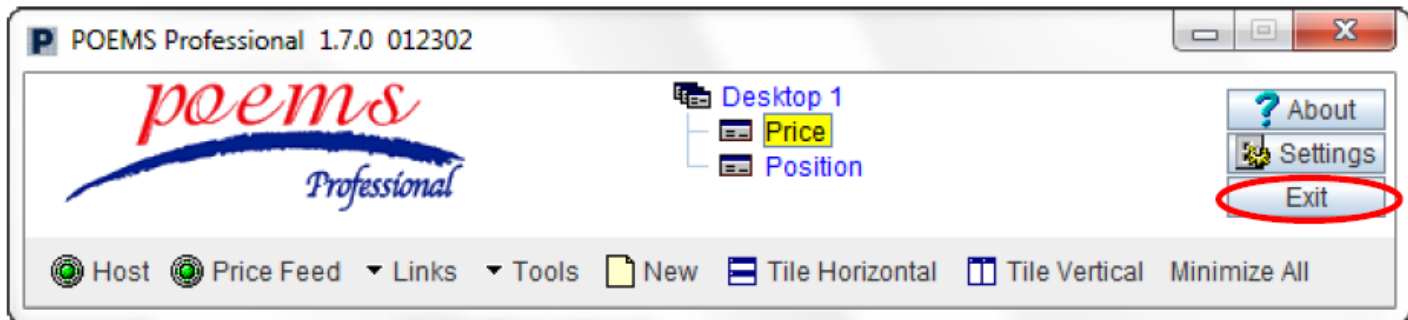 POEMS Professional 1.7.0 012302
poems
Professional
Desktop 1
Price
Position
About
Settings
Exit
Host Price Feed Links Tools New Tile Horizontal Tile Vertical Minimize All